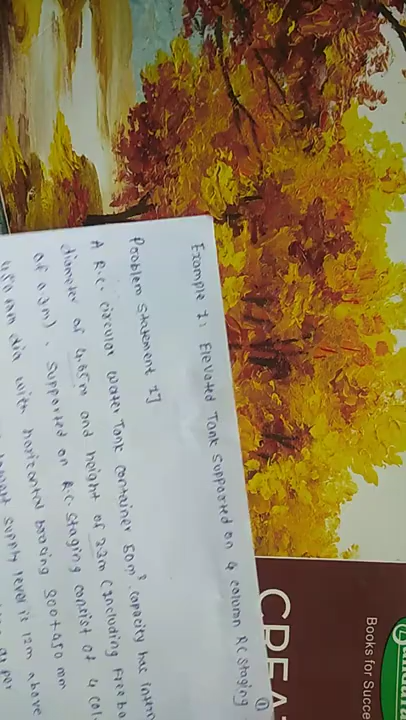 Example 1: Elevated Tank Supported on 4 column RC Staging
①
Problem Statement 1]
A R.C. circular water Tank container 50m³ capacity has intern
diameter of 4.65m and height of 3.3m (including Free bo
of 0.3m). Supported on R.C. staging consist of 4 col.
450 mm dia with horizontal bracing 300*450 mm
supply level is 12m above
as per
CREA
Books for Succe